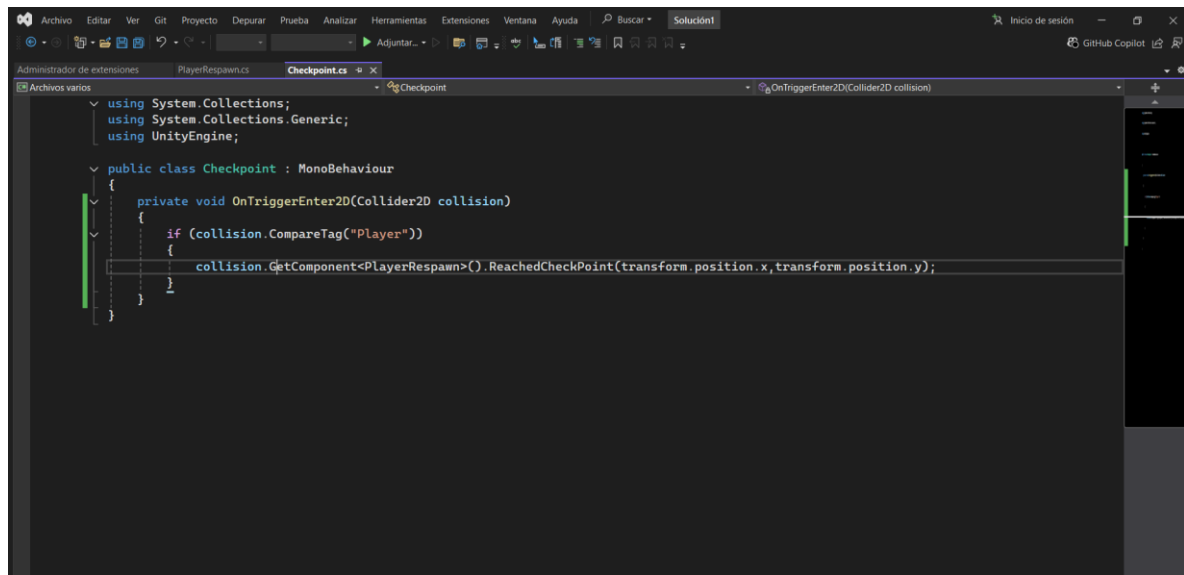 Archivo Editar Ver Git Proyecto Depurar Prueba Analizar Herramientas Extensiones Ventana Ayuda Buscar Solución1 Inicio de sesión
Adjuntar... GitHub Copilot
Administrador de extensiones PlayerRespawn.cs Checkpoint.cs
Archivos varios Checkpoint OnTriggerEnter2D(Collider2D collision)
using System.Collections;
using System.Collections.Generic;
using UnityEngine;
public class Checkpoint : MonoBehaviour
{
private void OnTriggerEnter2D(Collider2D collision)
{
if (collision.CompareTag("Player"))
{
collision.GetComponent<PlayerRespawn>().ReachedCheckPoint(transform.position.x,transform.position.y);
}
}
}